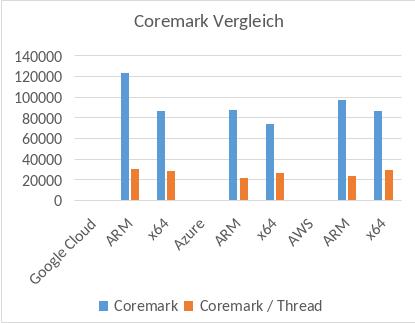 Coremark Vergleich
140000
120000
100000
80000
60000
40000
20000
0
Google Cloud
ARM
x64
Azure
ARM
x64
AWS
ARM
x64
Coremark
Coremark / Thread